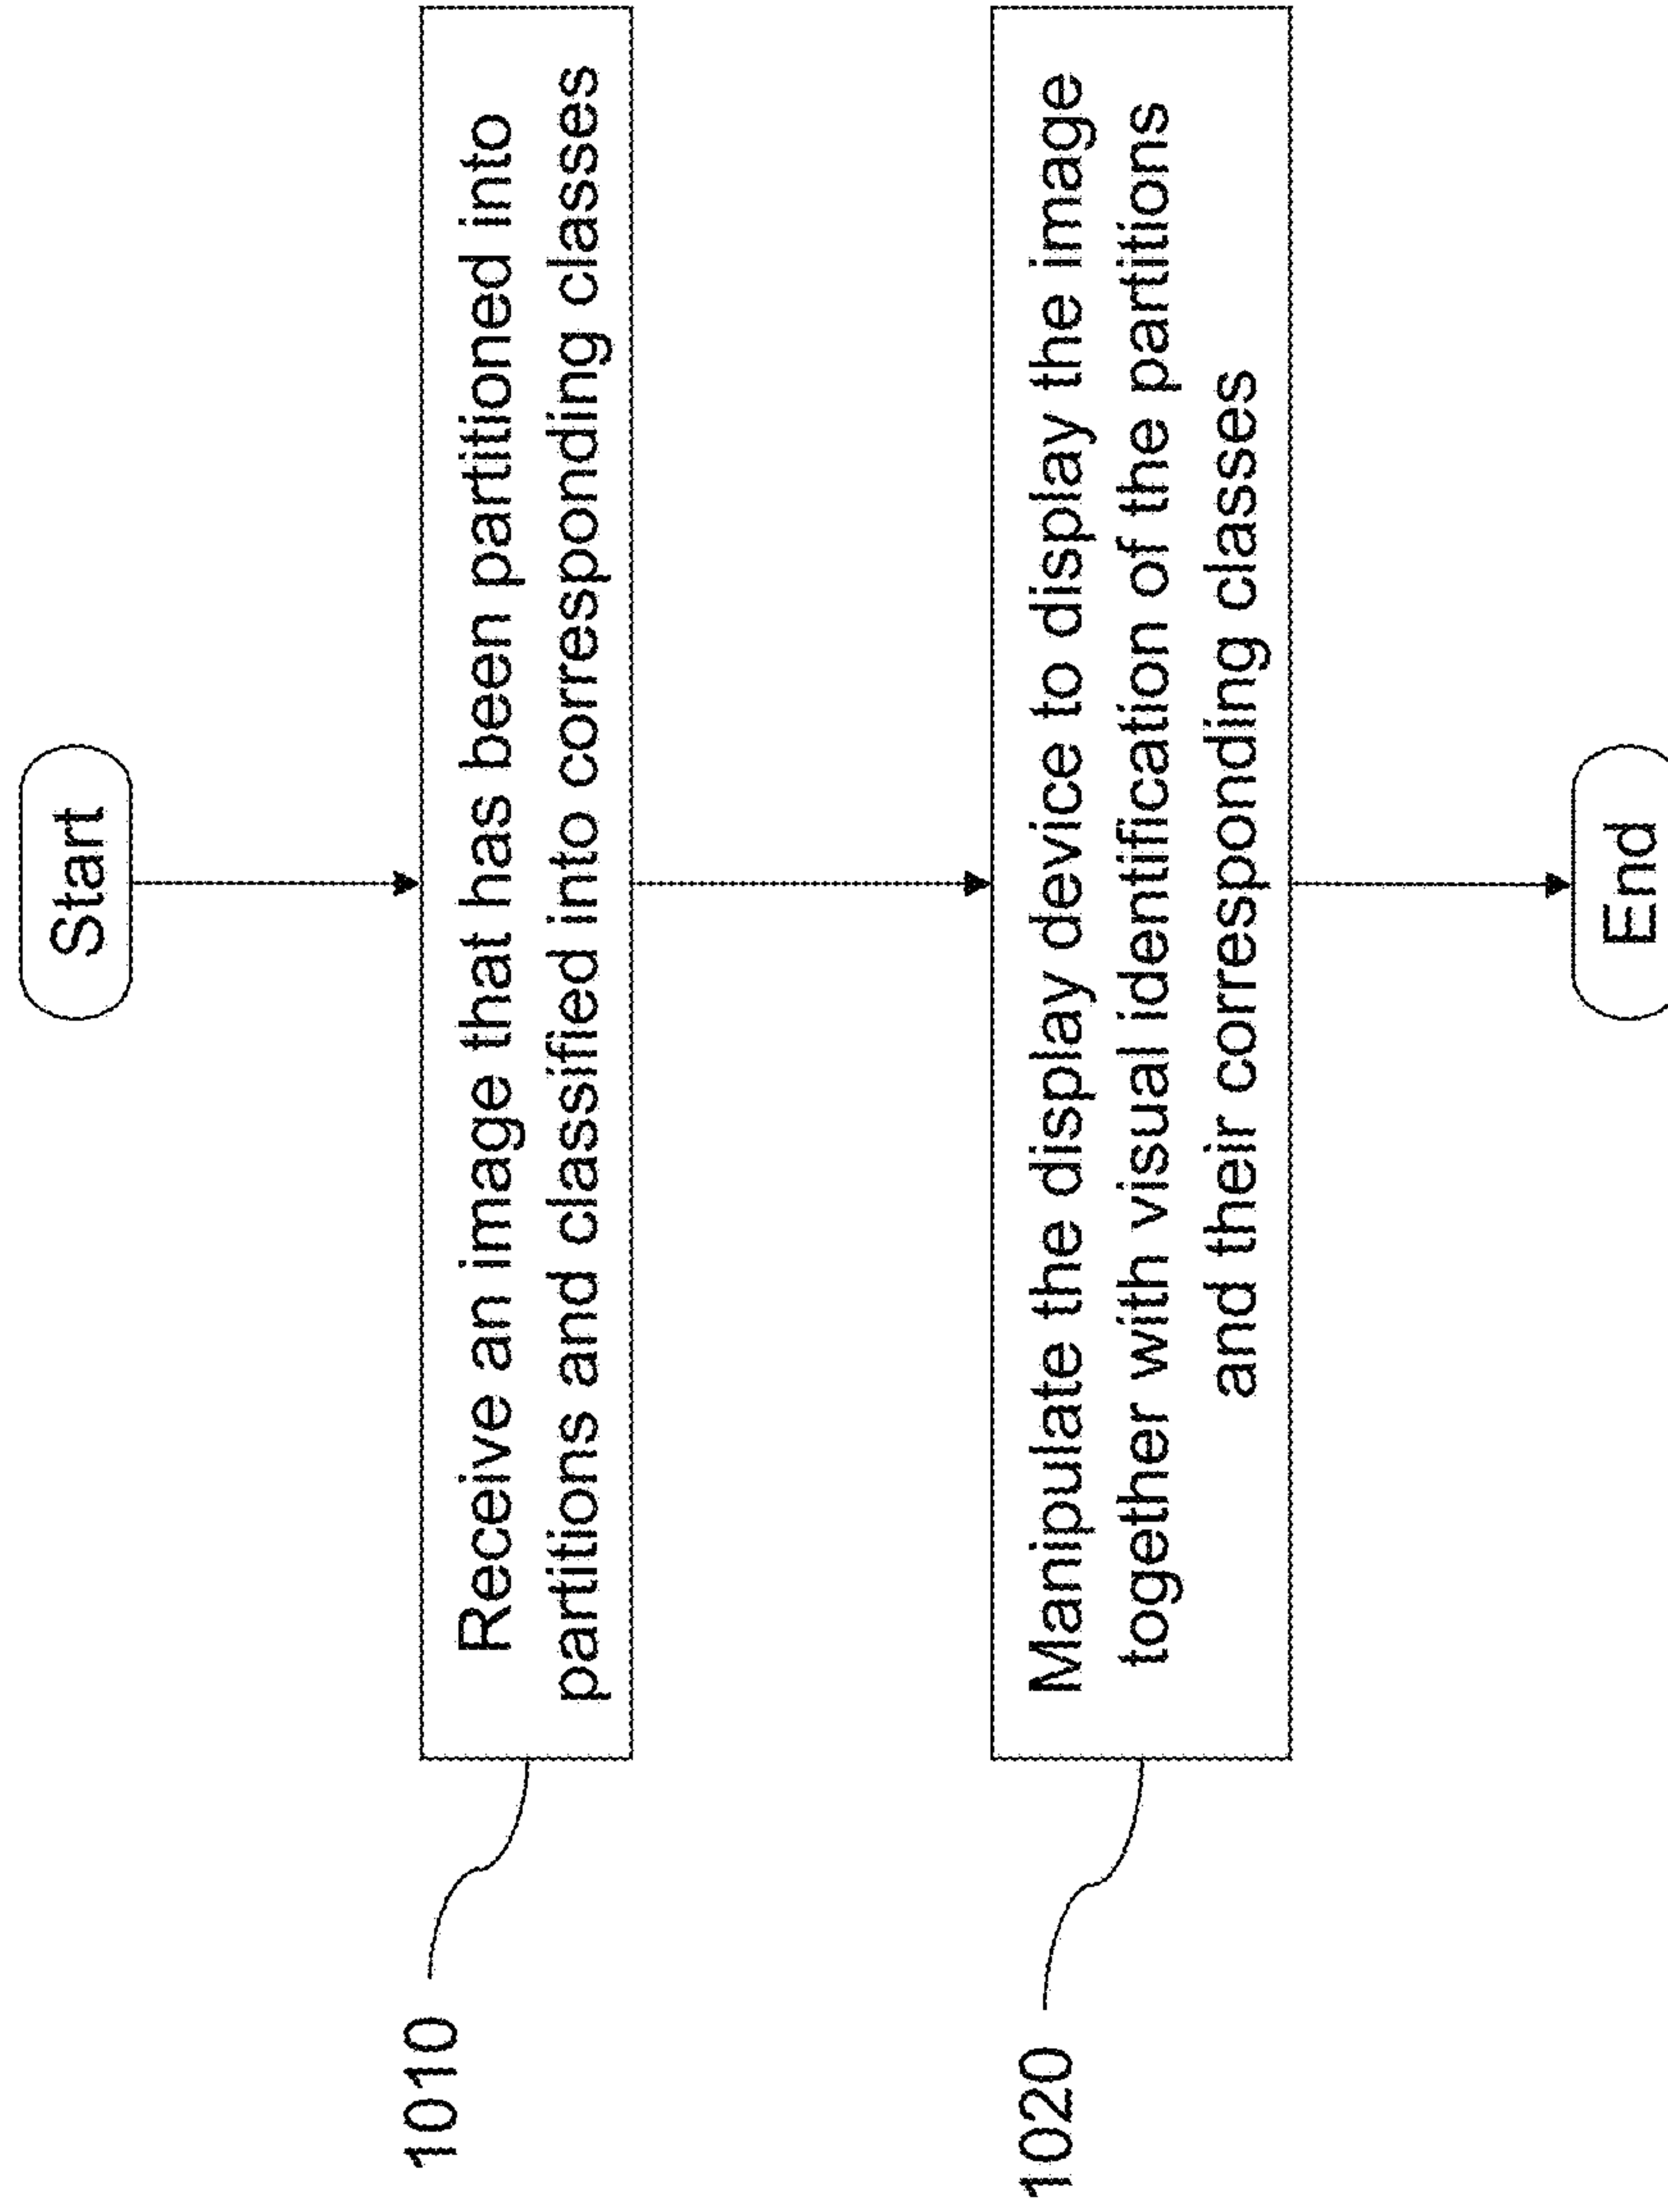 Start
1010
Receive an image that has been partitioned into
partitions and classified into corresponding classes
1020
Manipulate the display device to display the image
together with visual identification of the partitions
and their corresponding classes
End